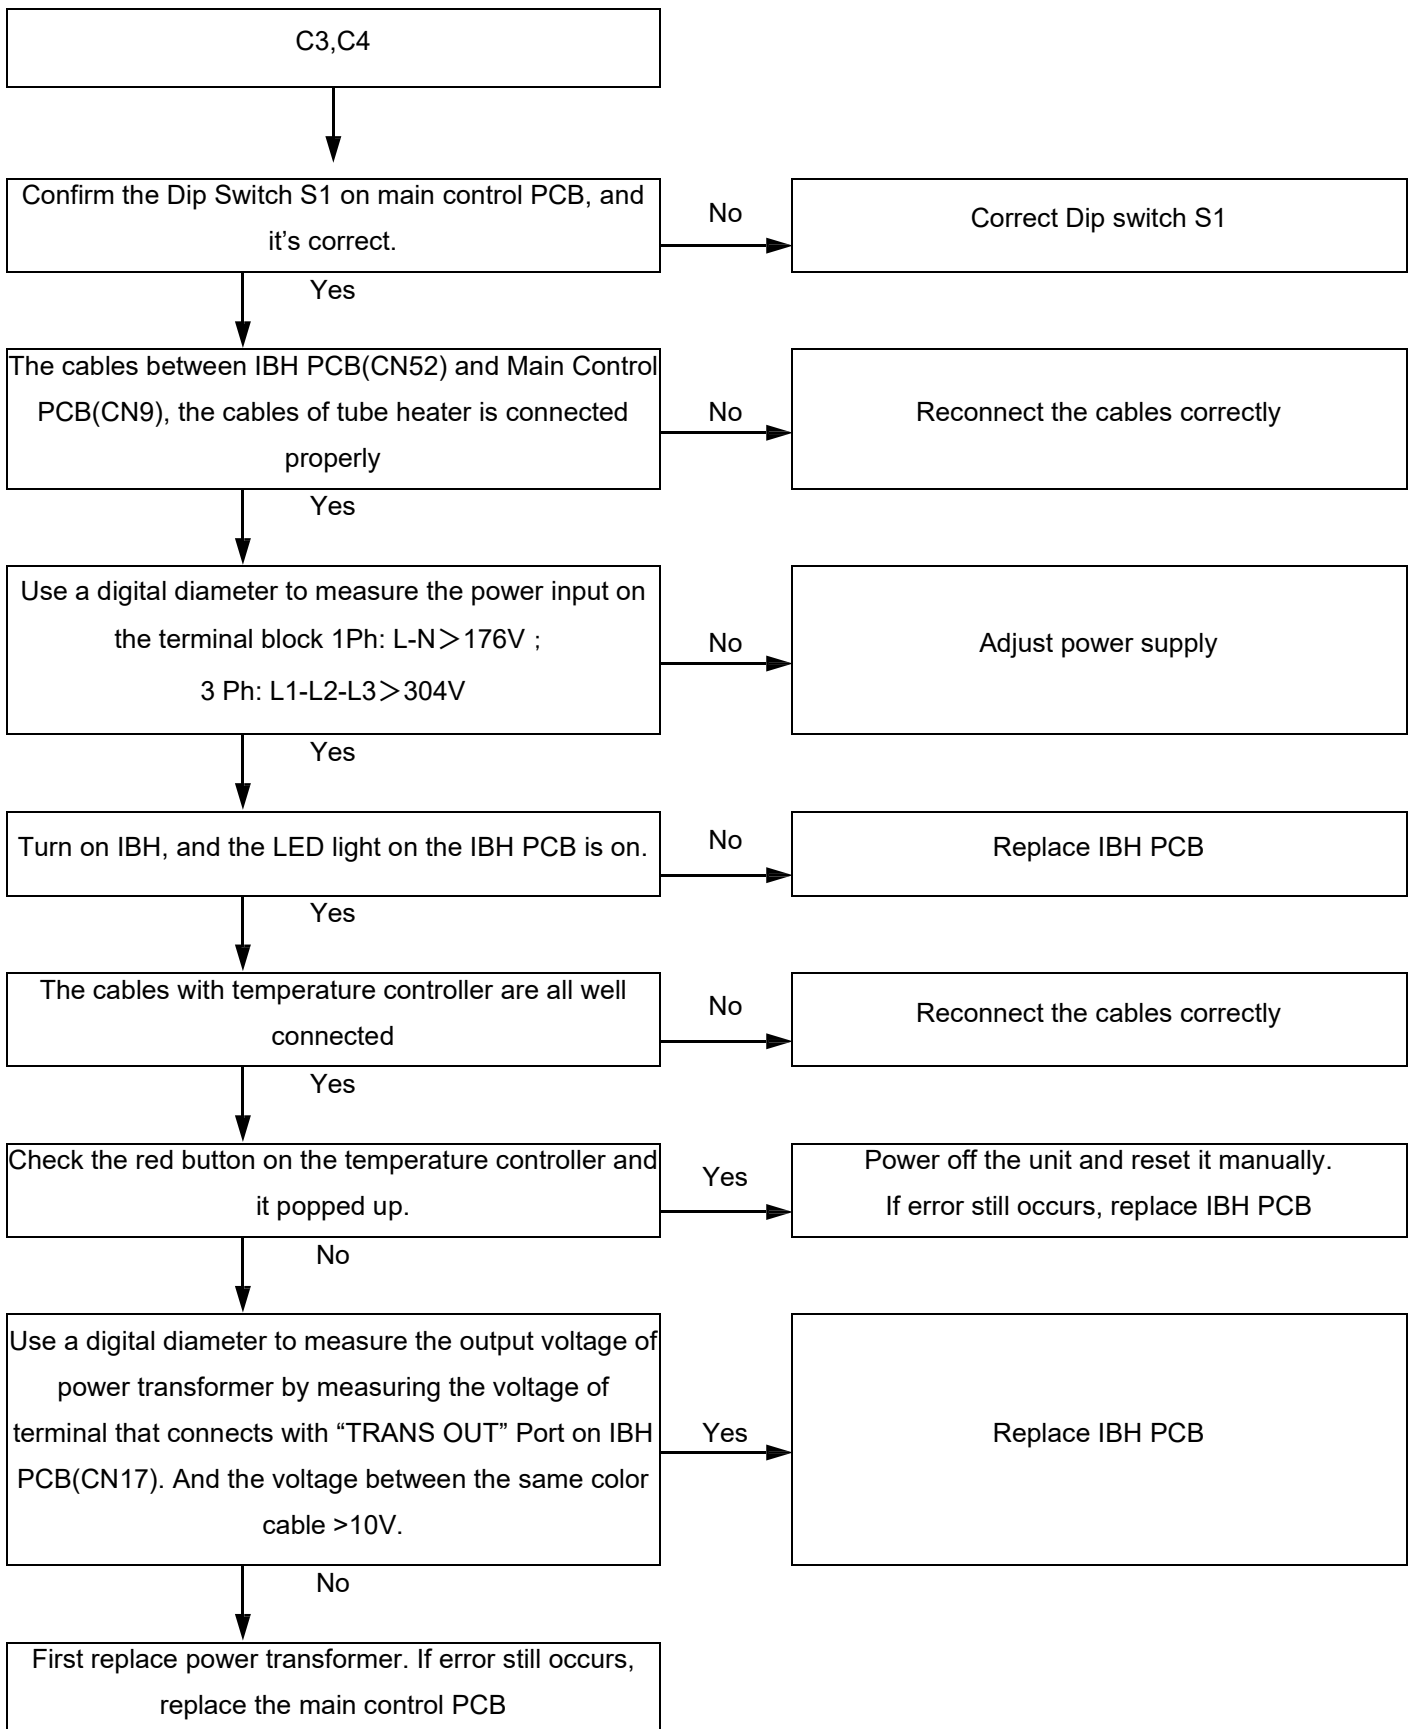 C3,C4
Confirm the Dip Switch S1 on main control PCB, and
it’s correct.
No
Correct Dip switch S1
Yes
The cables between IBH PCB(CN52) and Main Control
PCB(CN9), the cables of tube heater is connected
properly
No
Reconnect the cables correctly
Yes
Use a digital diameter to measure the power input on
the terminal block 1Ph: L-N＞176V ;
3 Ph: L1-L2-L3＞304V
No
Adjust power supply
Yes
Turn on IBH, and the LED light on the IBH PCB is on.
No
Replace IBH PCB
Yes
The cables with temperature controller are all well
connected
No
Reconnect the cables correctly
Yes
Check the red button on the temperature controller and
it popped up.
Yes
Power off the unit and reset it manually.
If error still occurs, replace IBH PCB
No
Use a digital diameter to measure the output voltage of
power transformer by measuring the voltage of
terminal that connects with “TRANS OUT” Port on IBH
PCB(CN17). And the voltage between the same color
cable >10V.
Yes
Replace IBH PCB
No
First replace power transformer. If error still occurs,
replace the main control PCB